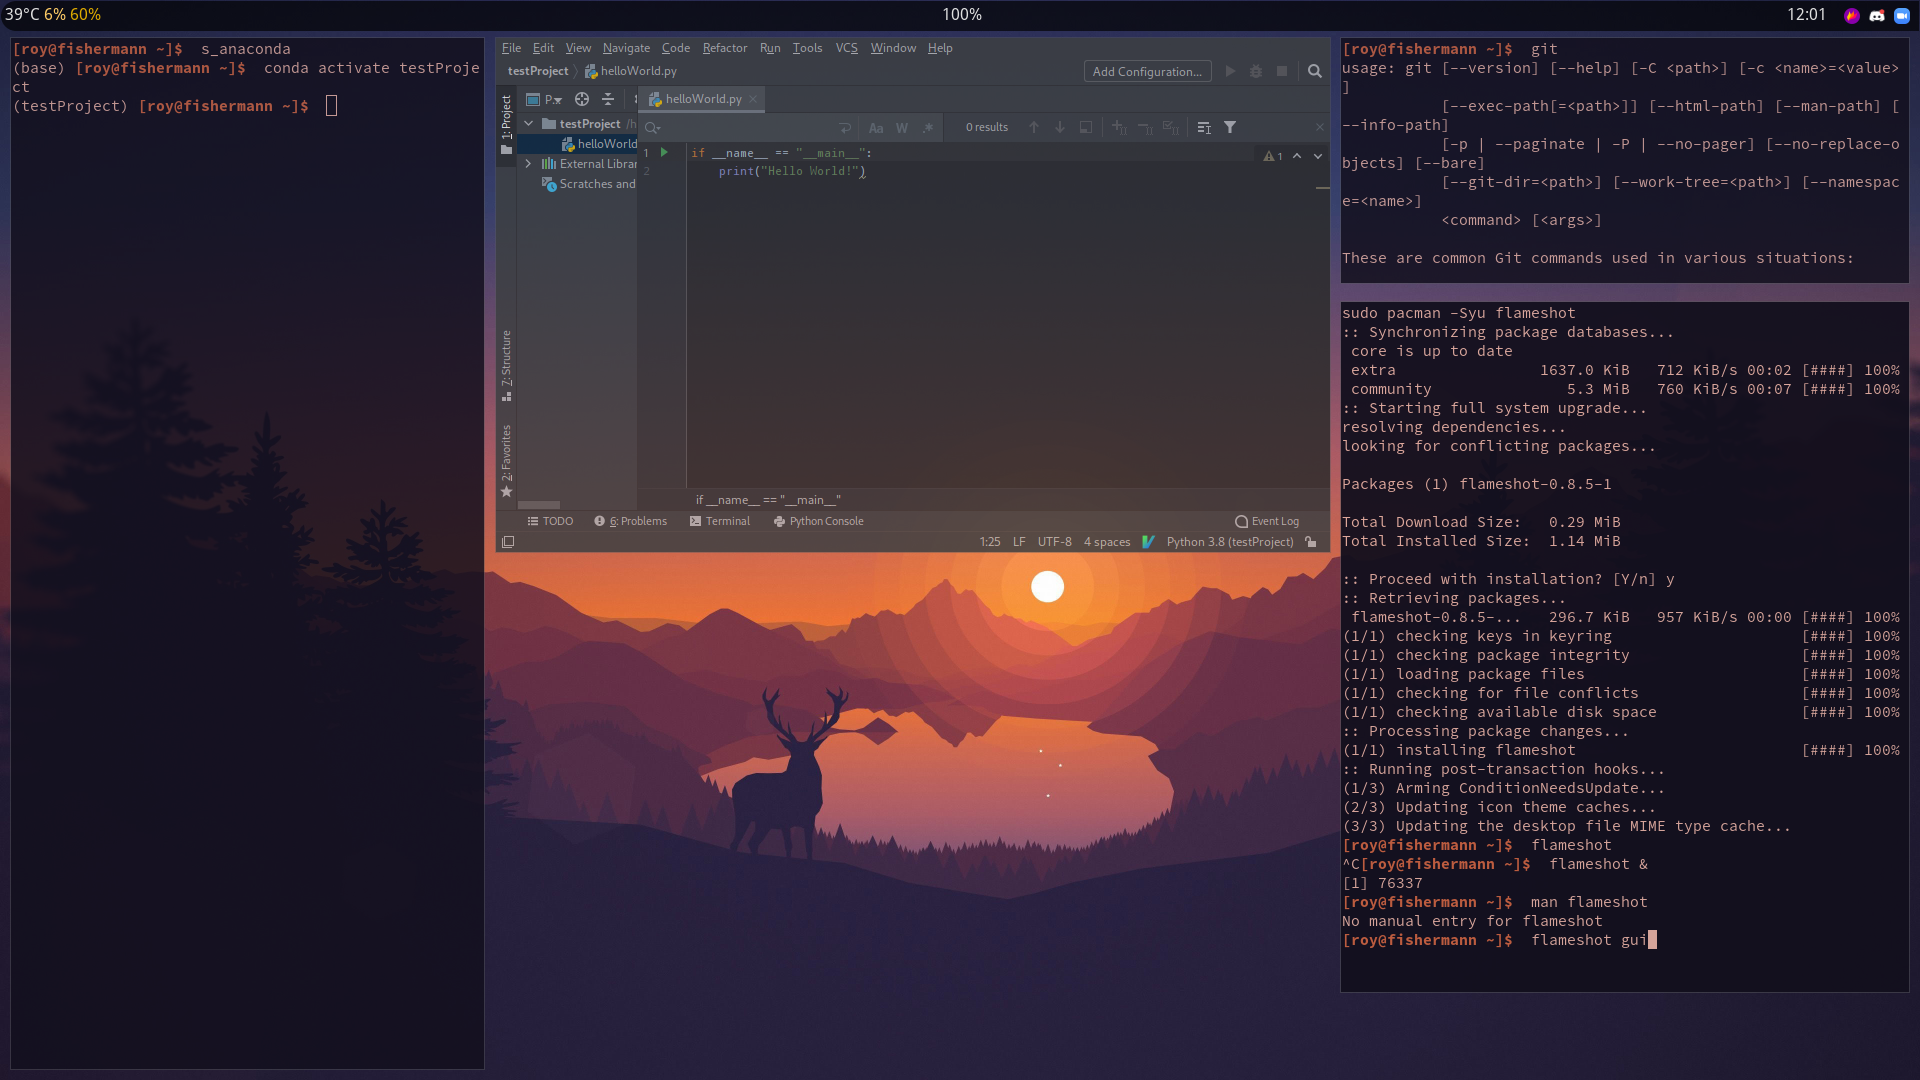 39°C 6% 60%
100%
12:01
[roy@fishermann ~]$  s_anaconda
(base) [roy@fishermann ~]$  conda activate testProje
ct
(testProject) [roy@fishermann ~]$
File Edit View Navigate Code Refactor Run Tools VCS Window Help
testProject helloWorld.py
Add Configuration...
1: Project
P..
helloWorld.py
testProject /h
helloWorld
External Librar
Scratches and
Aa W .* 0 results
1 if __name__ == "__main__":
2 print("Hello World!")
1
7: Structure
2: Favorites
if __name__ == "__main__"
TODO 6: Problems Terminal Python Console Event Log
1:25 LF UTF-8 4 spaces Python 3.8 (testProject)
[roy@fishermann ~]$  git
usage: git [--version] [--help] [-C <path>] [-c <name>=<value>
]
[--exec-path[=<path>]] [--html-path] [--man-path] [
--info-path]
[-p | --paginate | -P | --no-pager] [--no-replace-o
bjects] [--bare]
[--git-dir=<path>] [--work-tree=<path>] [--namespac
e=<name>]
<command> [<args>]
These are common Git commands used in various situations:
sudo pacman -Syu flameshot
:: Synchronizing package databases...
core is up to date
extra 1637.0 KiB 712 KiB/s 00:02 [####] 100%
community 5.3 MiB 760 KiB/s 00:07 [####] 100%
:: Starting full system upgrade...
resolving dependencies...
looking for conflicting packages...
Packages (1) flameshot-0.8.5-1
Total Download Size: 0.29 MiB
Total Installed Size: 1.14 MiB
:: Proceed with installation? [Y/n] y
:: Retrieving packages...
flameshot-0.8.5-... 296.7 KiB 957 KiB/s 00:00 [####] 100%
(1/1) checking keys in keyring [####] 100%
(1/1) checking package integrity [####] 100%
(1/1) loading package files [####] 100%
(1/1) checking for file conflicts [####] 100%
(1/1) checking available disk space [####] 100%
:: Processing package changes...
(1/1) installing flameshot [####] 100%
:: Running post-transaction hooks...
(1/3) Arming ConditionNeedsUpdate...
(2/3) Updating icon theme caches...
(3/3) Updating the desktop file MIME type cache...
[roy@fishermann ~]$  flameshot
^C[roy@fishermann ~]$  flameshot &
[1] 76337
[roy@fishermann ~]$  man flameshot
No manual entry for flameshot
[roy@fishermann ~]$  flameshot gui